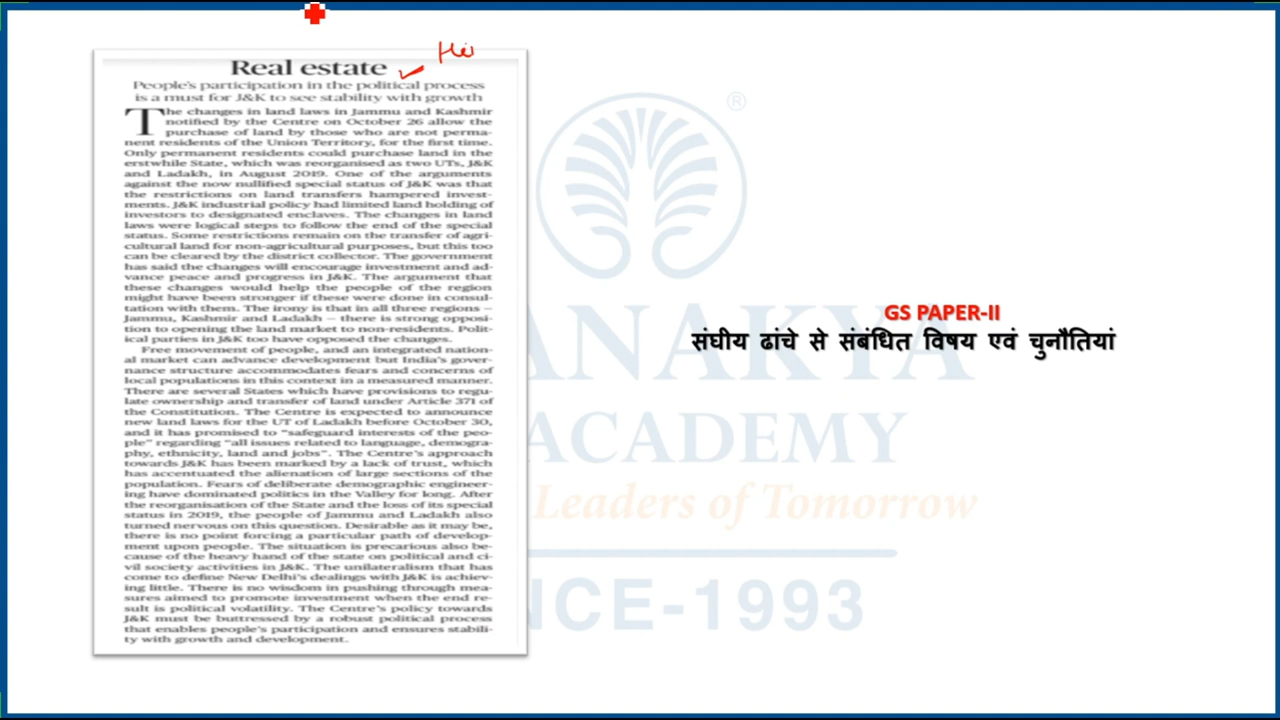 Hi
Real estate
People's participation in the political process
is a must for J&K to see stability with growth
The changes in land laws in Jammu and Kashmir
notified by the Centre on October 26 allow the
purchase of land by those who are not perma-
nent residents of the Union Territory, for the first time.
Only permanent residents could purchase land in the
erstwhile State, which was reorganised as two UTs, J&K
and Ladakh, in August 2019. One of the arguments
against the now nullified special status of J&K was that
the restrictions on land transfers hampered invest-
ments. J&K industrial policy had limited land holding of
investors to designated enclaves. The changes in land
laws were logical steps to follow the end of the special
status. Some restrictions remain on the transfer of agri-
cultural land for non-agricultural purposes, but this too
can be cleared by the district collector. The government
has said the changes will encourage investment and ad-
vance peace and progress in J&K. The argument that
these changes would help the people of the region
might have been stronger if these were done in consul-
tation with them. The irony is that in all three regions –
Jammu, Kashmir and Ladakh – there is strong opposi-
tion to opening the land market to non-residents. Polit-
ical parties in J&K too have opposed the changes.
Free movement of people, and an integrated nation-
al market can advance development but India's gover-
nance structure accommodates fears and concerns of
local populations in this context in a measured manner.
There are several States which have provisions to regu-
late ownership and transfer of land under Article 371 of
the Constitution. The Centre is expected to announce
new land laws for the UT of Ladakh before October 30,
and it has promised to "safeguard interests of the peo-
ple" regarding "all issues related to language, demogra-
phy, ethnicity, land and jobs". The Centre's approach
towards J&K has been marked by a lack of trust, which
has accentuated the alienation of large sections of the
population. Fears of deliberate demographic engineer-
ing have dominated politics in the Valley for long. After
the reorganisation of the State and the loss of its special
status in 2019, the people of Jammu and Ladakh also
turned nervous on this question. Desirable as it may be,
there is no point forcing a particular path of develop-
ment upon people. The situation is precarious also be-
cause of the heavy hand of the state on political and ci-
vil society activities in J&K. The unilateralism that has
come to define New Delhi's dealings with J&K is achiev-
ing little. There is no wisdom in pushing through mea-
sures aimed to promote investment when the end re-
sult is political volatility. The Centre's policy towards
J&K must be buttressed by a robust political process
that enables people's participation and ensures stabili-
ty with growth and development.
GS PAPER-II
संघीय ढांचे से संबंधित विषय एवं चुनौतियां
®
ANAKYA
ACADEMY
Leaders of Tomorrow
NCE-1993